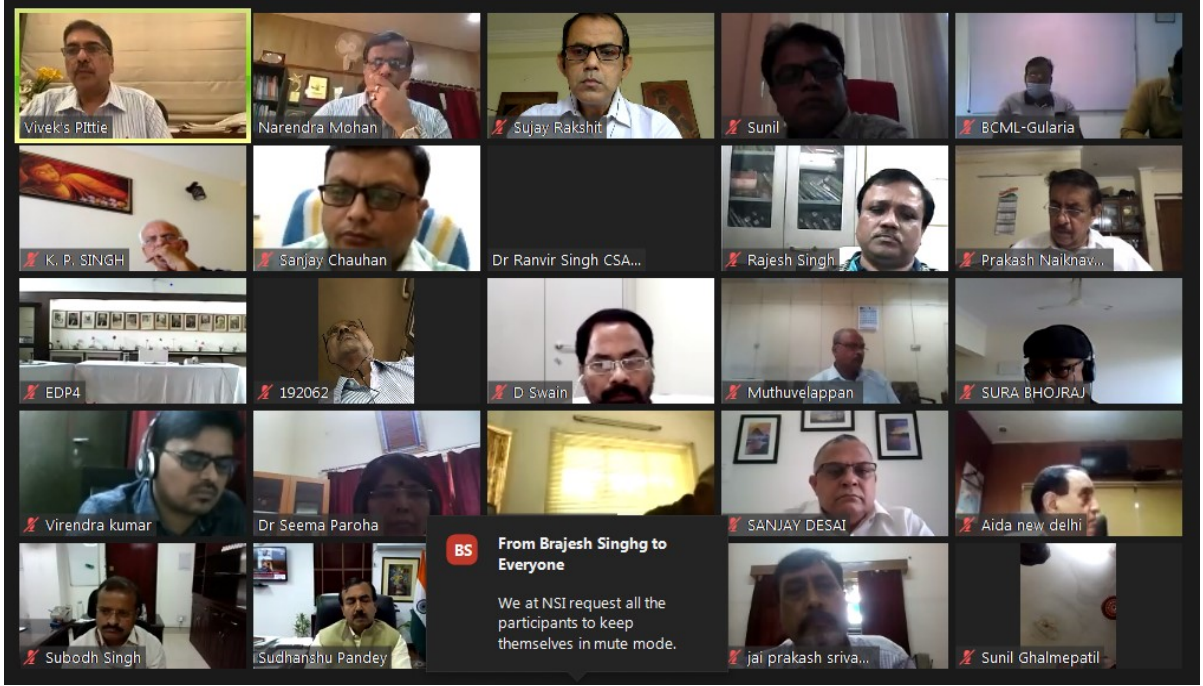 Vivek's PIttie
Narendra Mohan
Sujay Rakshit
Sunil
BCML-Gularia
K. P. SINGH
Sanjay Chauhan
Dr Ranvir Singh CSA...
Rajesh Singh
Prakash Naiknav...
EDP4
192062
D Swain
Muthuvelappan
SURA BHOJRAJ
Virendra kumar
Dr Seema Paroha
SANJAY DESAI
Aida new delhi
Subodh Singh
Sudhanshu Pandey
BS
From Brajesh Singhg to
Everyone
We at NSI request all the
participants to keep
themselves in mute mode.
jai prakash sriva...
Sunil Ghalmepatil